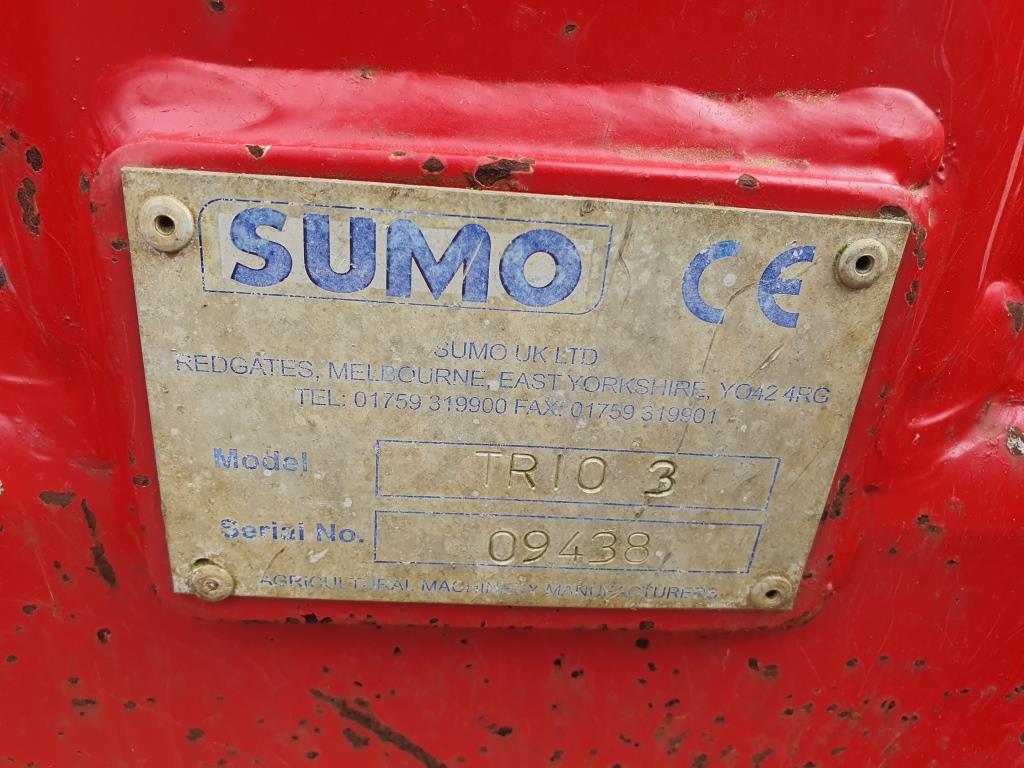 SUMO CE
SUMO UK LTD
REDGATES, MELBOURNE, EAST YORKSHIRE, YO42 4RG
TEL: 01759 319900 FAX: 01759 319901
Model TRIO 3
Serial No. 09438
AGRICULTURAL MACHINERY MANUFACTURERS